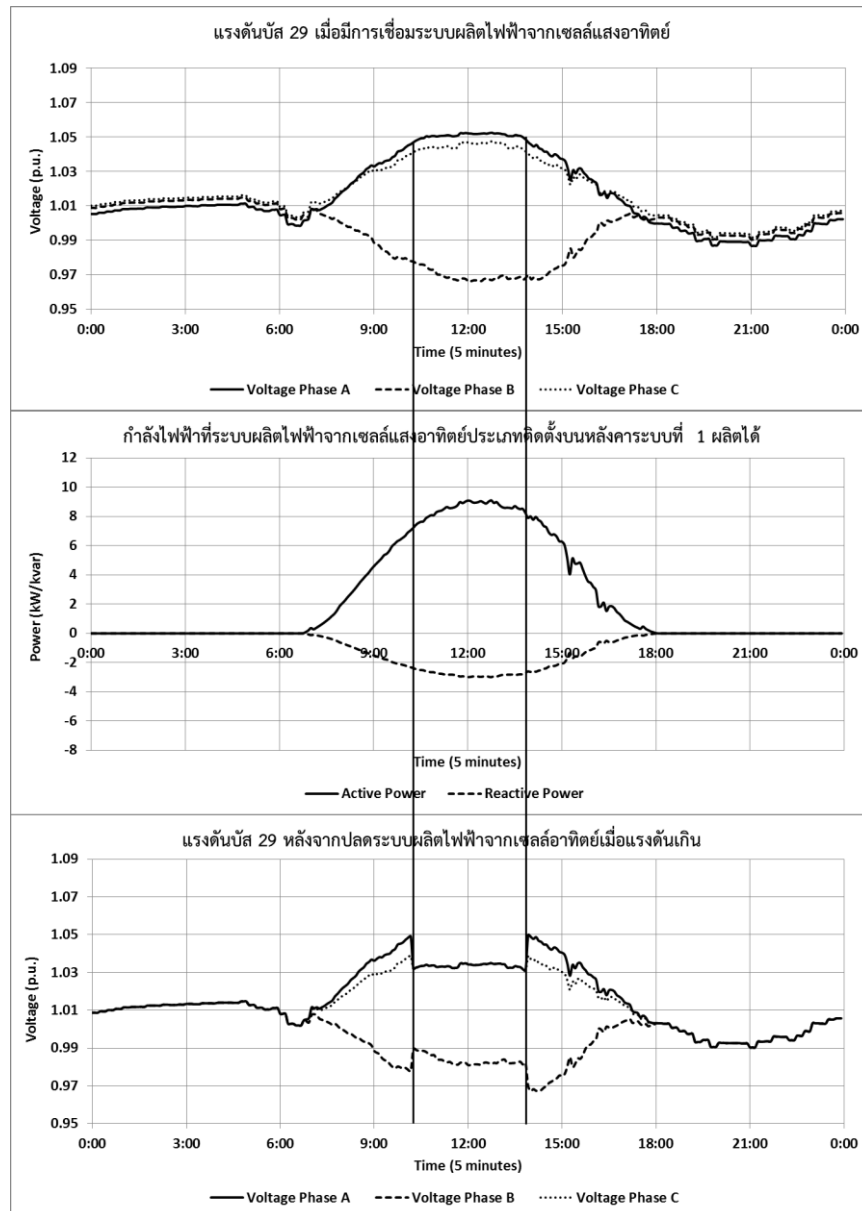 แรงดันบัส 29 เมื่อมีการเชื่อมระบบผลิตไฟฟ้าจากเซลล์แสงอาทิตย์
1.09
1.07
1.05
1.03
1.01
0.99
0.97
0.95
Voltage (p.u.)
0:00 3:00 6:00 9:00 12:00 15:00 18:00 21:00 0:00
Time (5 minutes)
Voltage Phase A Voltage Phase B Voltage Phase C
กำลังไฟฟ้าที่ระบบผลิตไฟฟ้าจากเซลล์แสงอาทิตย์ประเภทติดตั้งบนหลังคาระบบที่ 1 ผลิตได้
12
10
8
6
4
2
0
-2
-4
-6
-8
Power (kW/kvar)
0:00 3:00 6:00 9:00 12:00 15:00 18:00 21:00 0:00
Time (5 minutes)
Active Power Reactive Power
แรงดันบัส 29 หลังจากปลดระบบผลิตไฟฟ้าจากเซลล์อาทิตย์เมื่อแรงดันเกิน
1.09
1.07
1.05
1.03
1.01
0.99
0.97
0.95
Voltage (p.u.)
0:00 3:00 6:00 9:00 12:00 15:00 18:00 21:00 0:00
Time (5 minutes)
Voltage Phase A Voltage Phase B Voltage Phase C